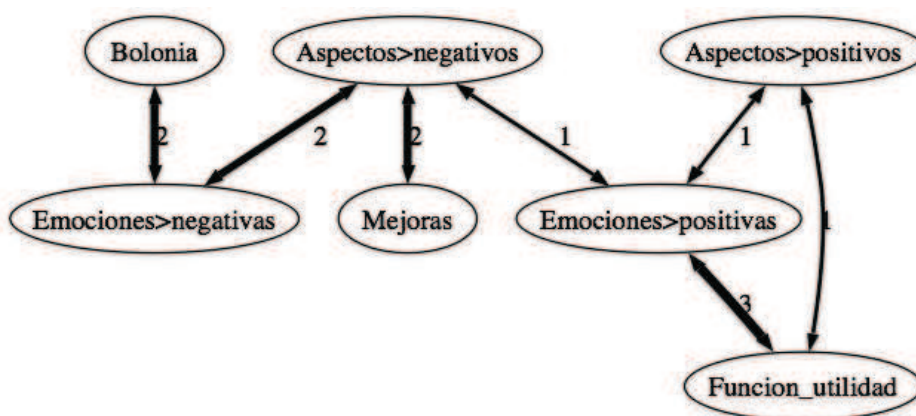 Bolonia
Aspectos>negativos
Aspectos>positivos
2
2
2
1
1
Emociones>negativas
Mejoras
Emociones>positivas
1
3
Funcion_utilidad